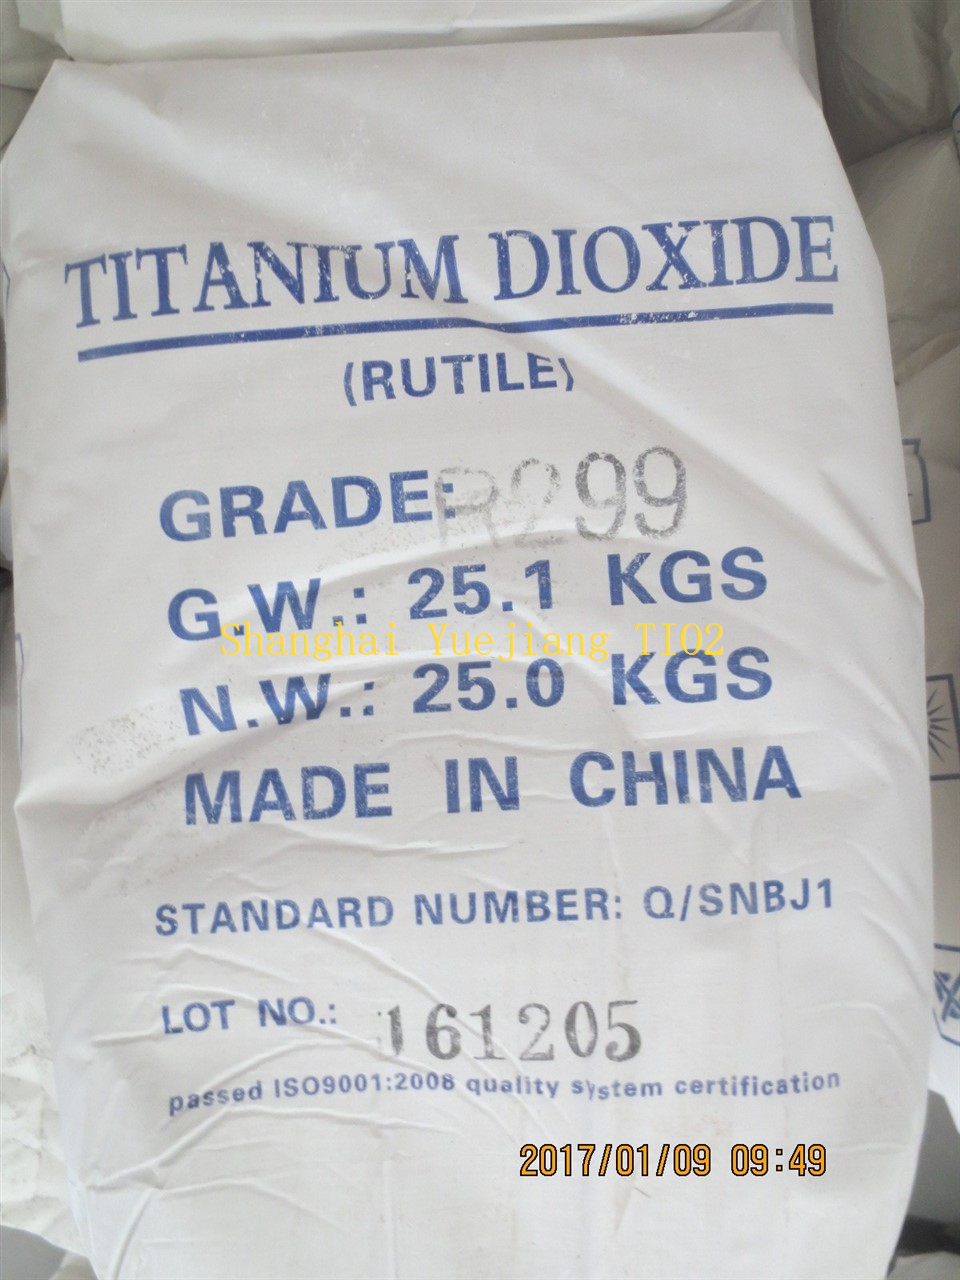 TITANIUM DIOXIDE
(RUTILE)
GRADE: R299
G.W.: 25.1 KGS
Shanghai Yuejiang TIO2
N.W.: 25.0 KGS
MADE IN CHINA
STANDARD NUMBER: Q/SNBJ1
LOT NO.: J161205
passed ISO9001:2008 quality system certification
2017/01/09 09:49